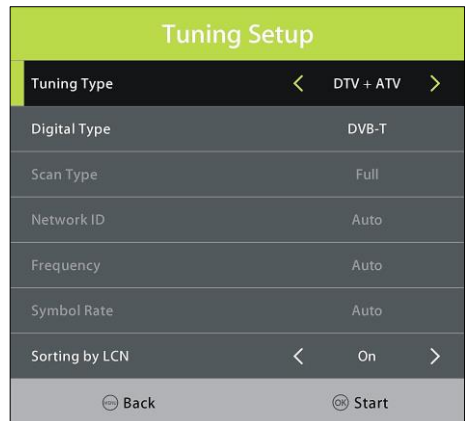 Tuning Setup
Tuning Type < DTV + ATV >
Digital Type DVB-T
Scan Type Full
Network ID Auto
Frequency Auto
Symbol Rate Auto
Sorting by LCN < On >
Back OK Start